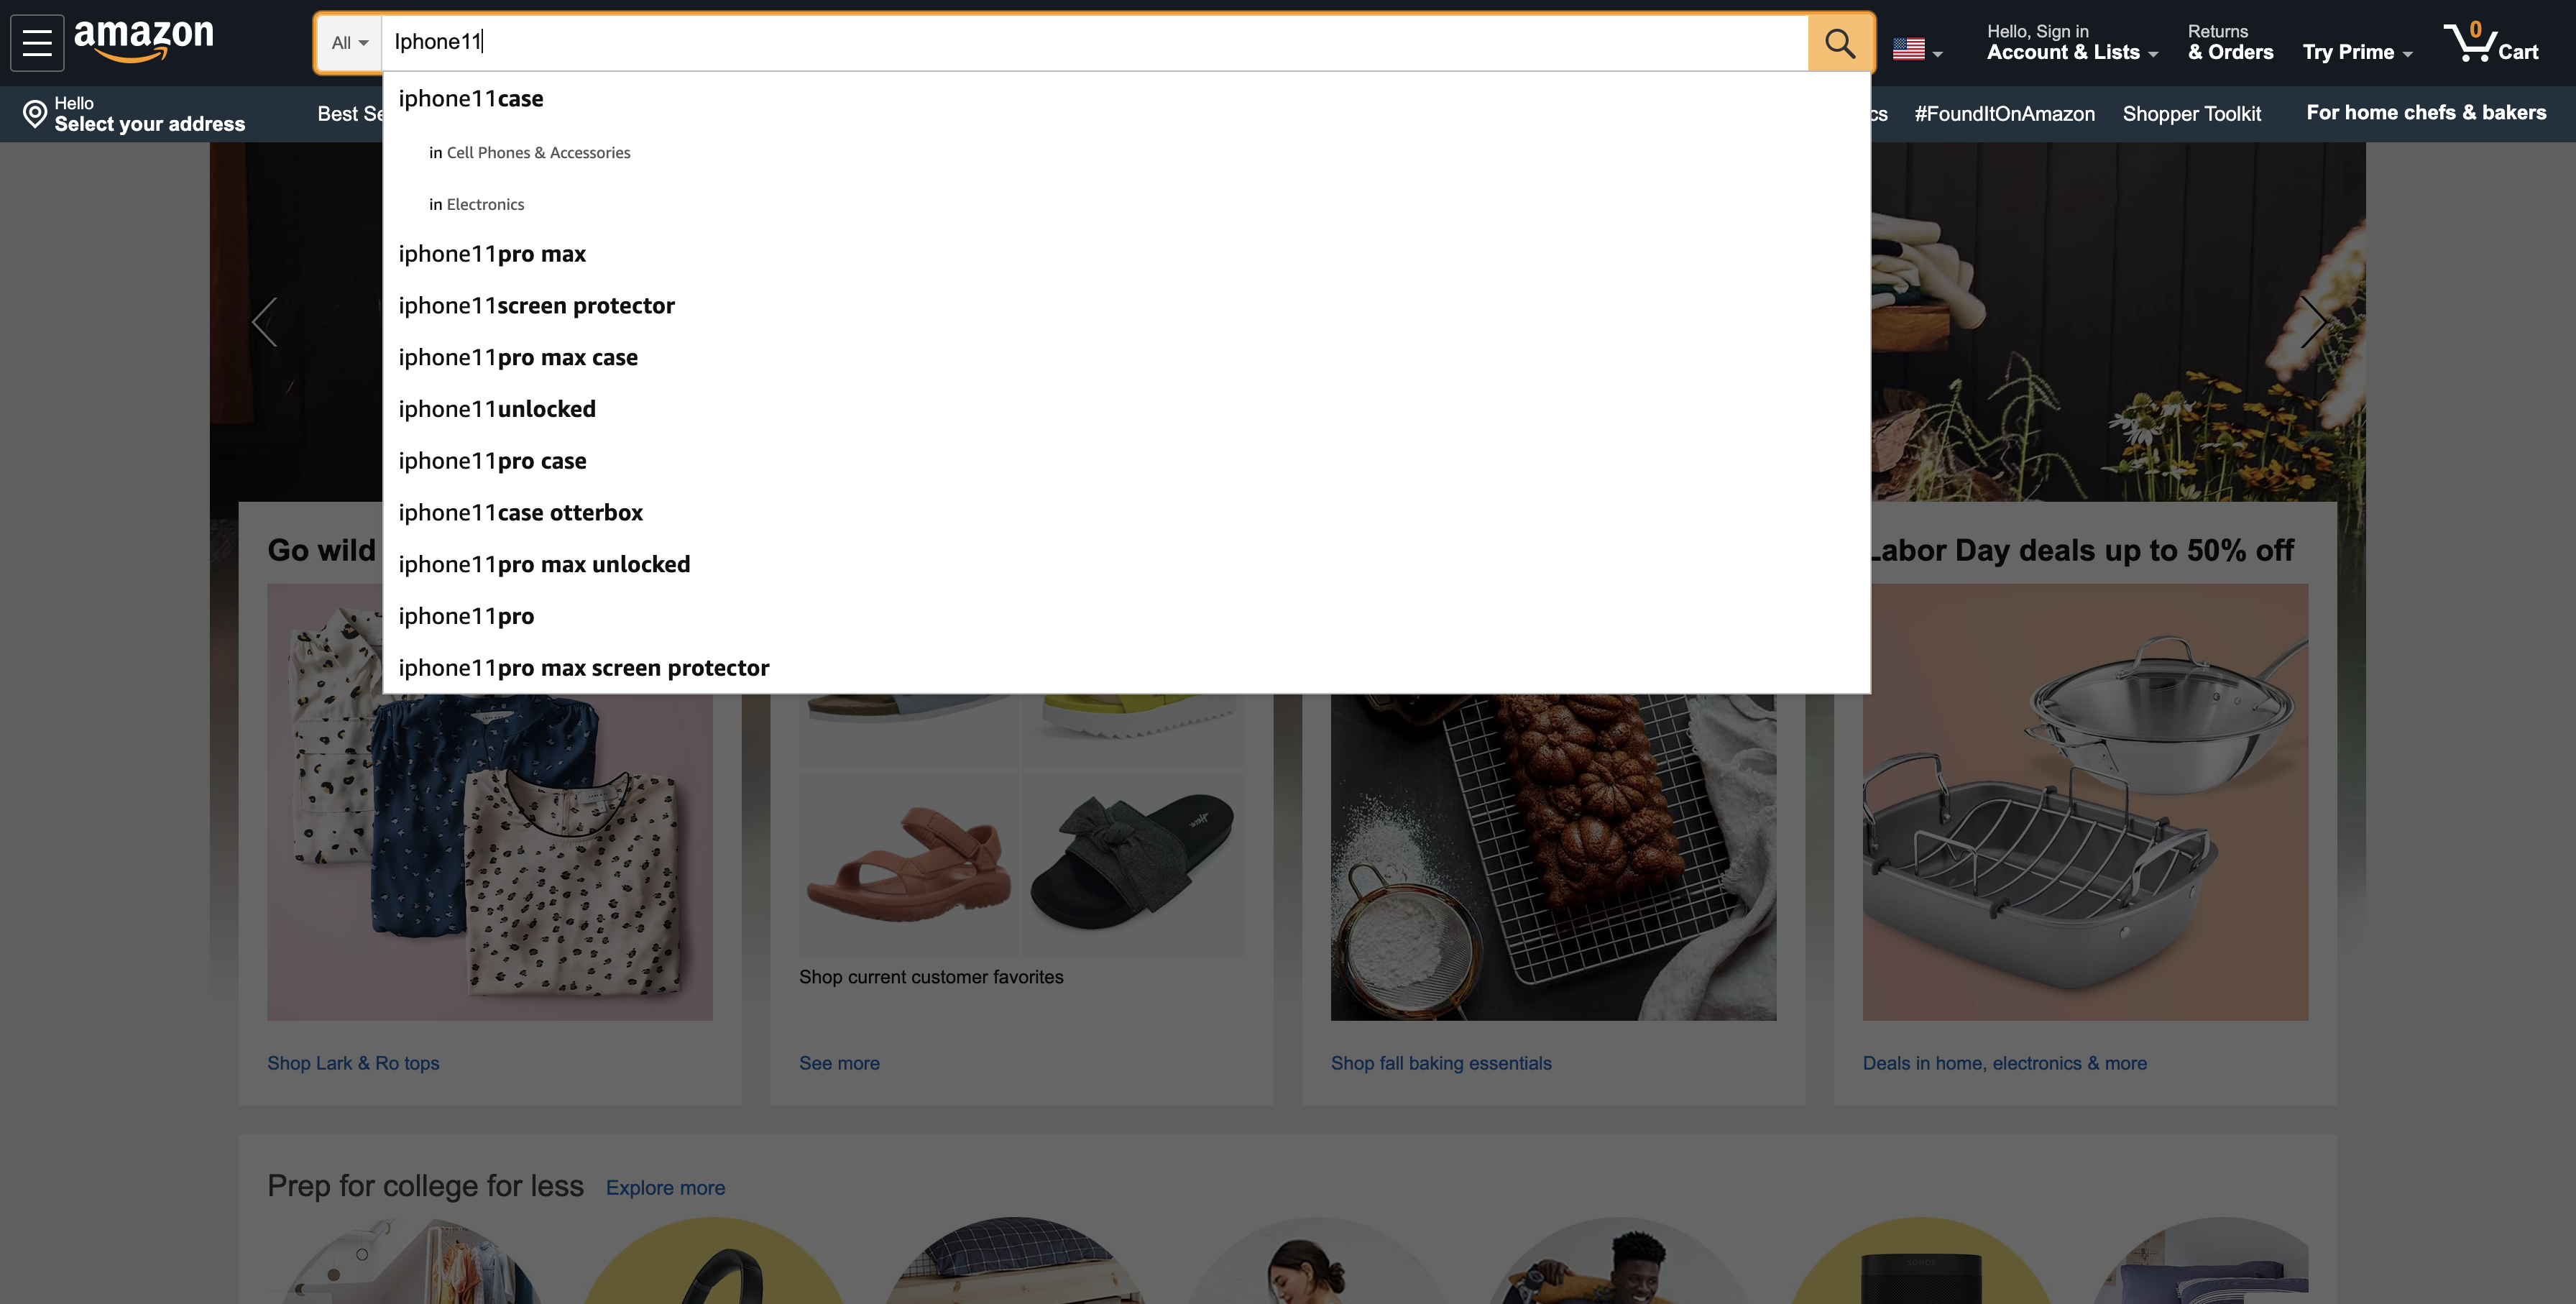 amazon
All
Iphone11
Hello, Sign in
Account & Lists
Returns
& Orders
Try Prime
0
Cart
Hello
Select your address
Best Se
cs
#FoundItOnAmazon
Shopper Toolkit
For home chefs & bakers
iphone11case
in Cell Phones & Accessories
in Electronics
iphone11pro max
iphone11screen protector
iphone11pro max case
iphone11unlocked
iphone11pro case
iphone11case otterbox
iphone11pro max unlocked
iphone11pro
iphone11pro max screen protector
Go wild
Labor Day deals up to 50% off
Shop current customer favorites
Shop Lark & Ro tops
See more
Shop fall baking essentials
Deals in home, electronics & more
Prep for college for less
Explore more